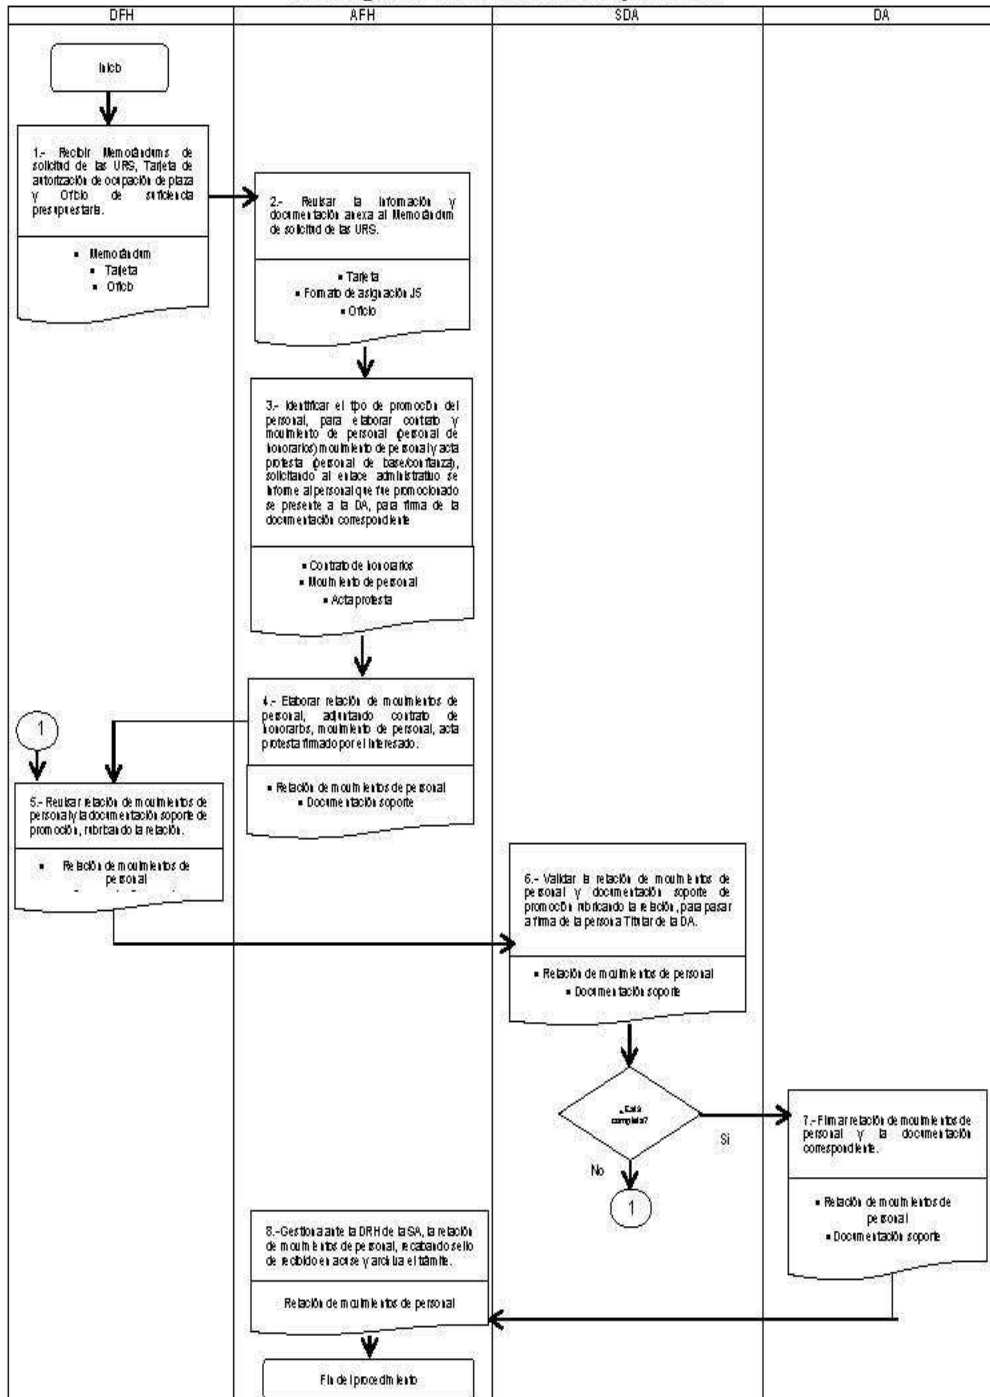 DFH
AFH
SDA
DA
Inicio
1.- Recibir Memorándums de
solicitud de las URS, Tarjeta de
autorización de ocupación de plaza
y Oficio de suficiencia
presupuestaria.
▪ Memorándum
▪ Tarjeta
▪ Oficio
2.- Revisar la información y
documentación anexa al Memorándum
de solicitud de las URS.
▪ Tarjeta
▪ Formato de asignación J5
▪ Oficio
3.- Identificar el tipo de promoción del
personal, para elaborar contrato y
movimiento de personal (personal de
honorarios) movimiento de personal y acta
protesta (personal de base/confianza),
solicitando al enlace administrativo se
informe al personal que fue promocionado
se presente a la DA, para firma de la
documentación correspondiente
▪ Contrato de honorarios
▪ Movimiento de personal
▪ Acta protesta
4.- Elaborar relación de movimientos de
personal, adjuntando contrato de
honorarios, movimiento de personal, acta
protesta firmado por el interesado.
▪ Relación de movimientos de personal
▪ Documentación soporte
1
5.- Revisar relación de movimientos de
personal y la documentación soporte de
promoción, rubricando la relación.
▪ Relación de movimientos de
personal
6.- Validar la relación de movimientos de
personal y documentación soporte de
promoción rubricando la relación, para pasar
a firma de la persona Titular de la DA.
▪ Relación de movimientos de personal
▪ Documentación soporte
¿Está
completa?
Si
No
1
7.- Firmar relación de movimientos de
personal y la documentación
correspondiente.
▪ Relación de movimientos de
personal
▪ Documentación soporte
8.- Gestiona ante la DRH de la SA, la relación
de movimientos de personal, recabando sello
de recibido en acuse y archiva el trámite.
Relación de movimientos de personal
Fin del procedimiento